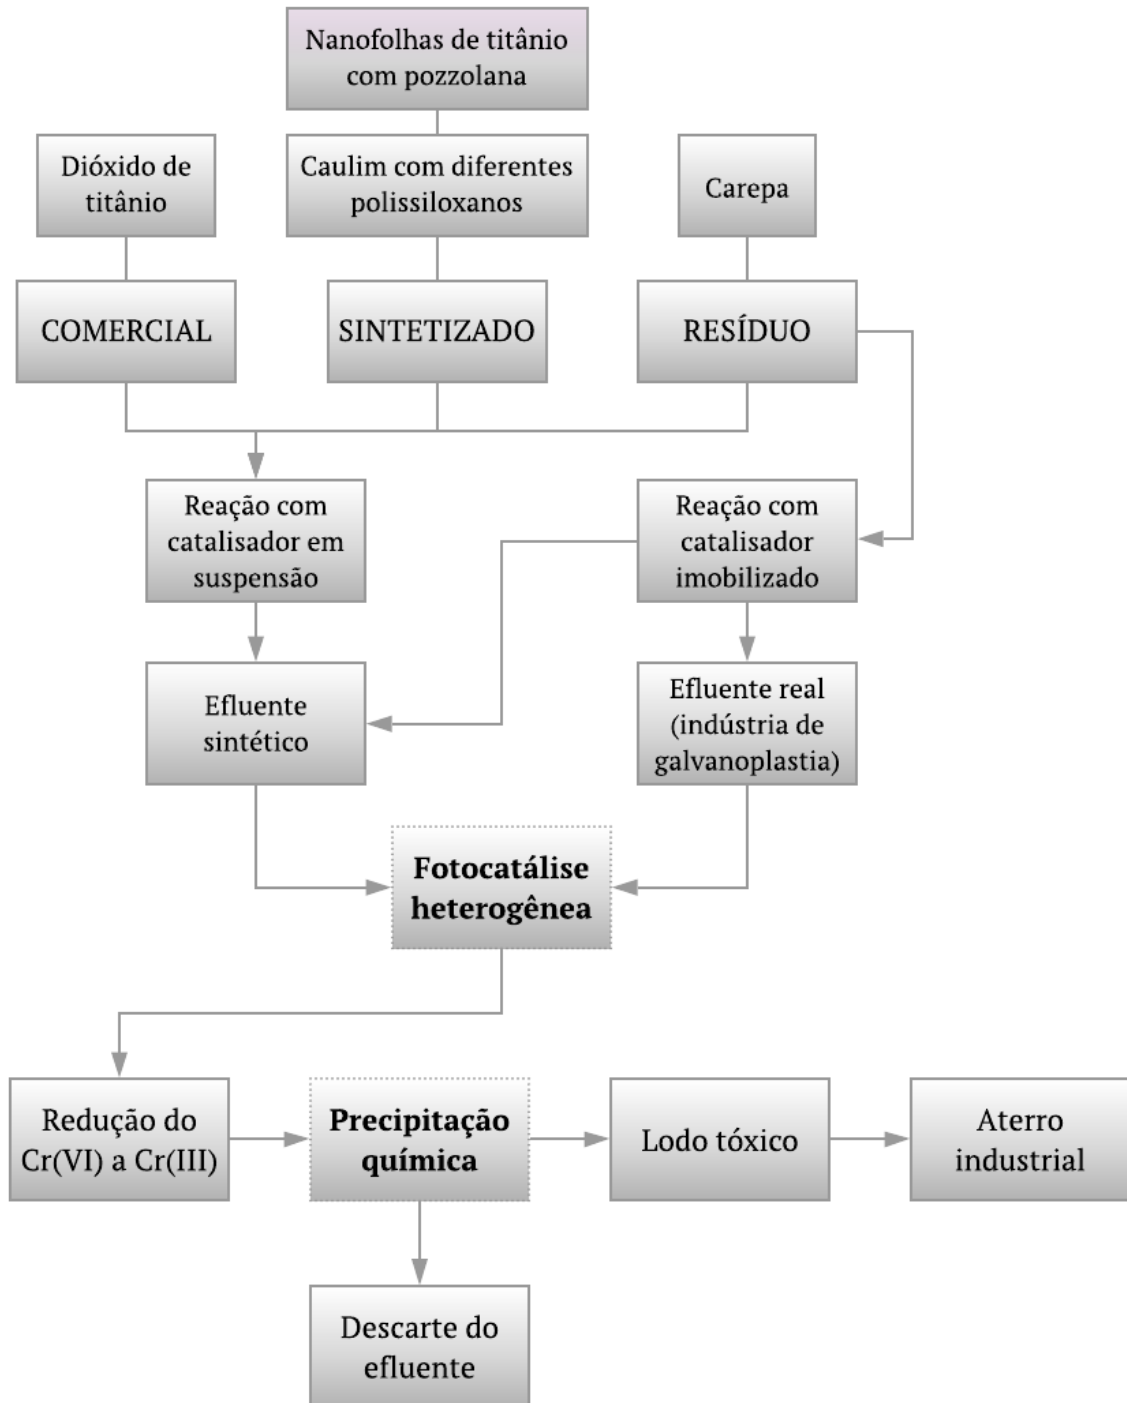 Nanofolhas de titânio
com pozzolana
Dióxido de
titânio
Caulim com diferentes
polissiloxanos
Carepa
COMERCIAL
SINTETIZADO
RESÍDUO
Reação com
catalisador em
suspensão
Reação com
catalisador
imobilizado
Efluente
sintético
Efluente real
(indústria de
galvanoplastia)
Fotocatálise
heterogênea
Redução do
Cr(VI) a Cr(III)
Precipitação
química
Lodo tóxico
Aterro
industrial
Descarte do
efluente